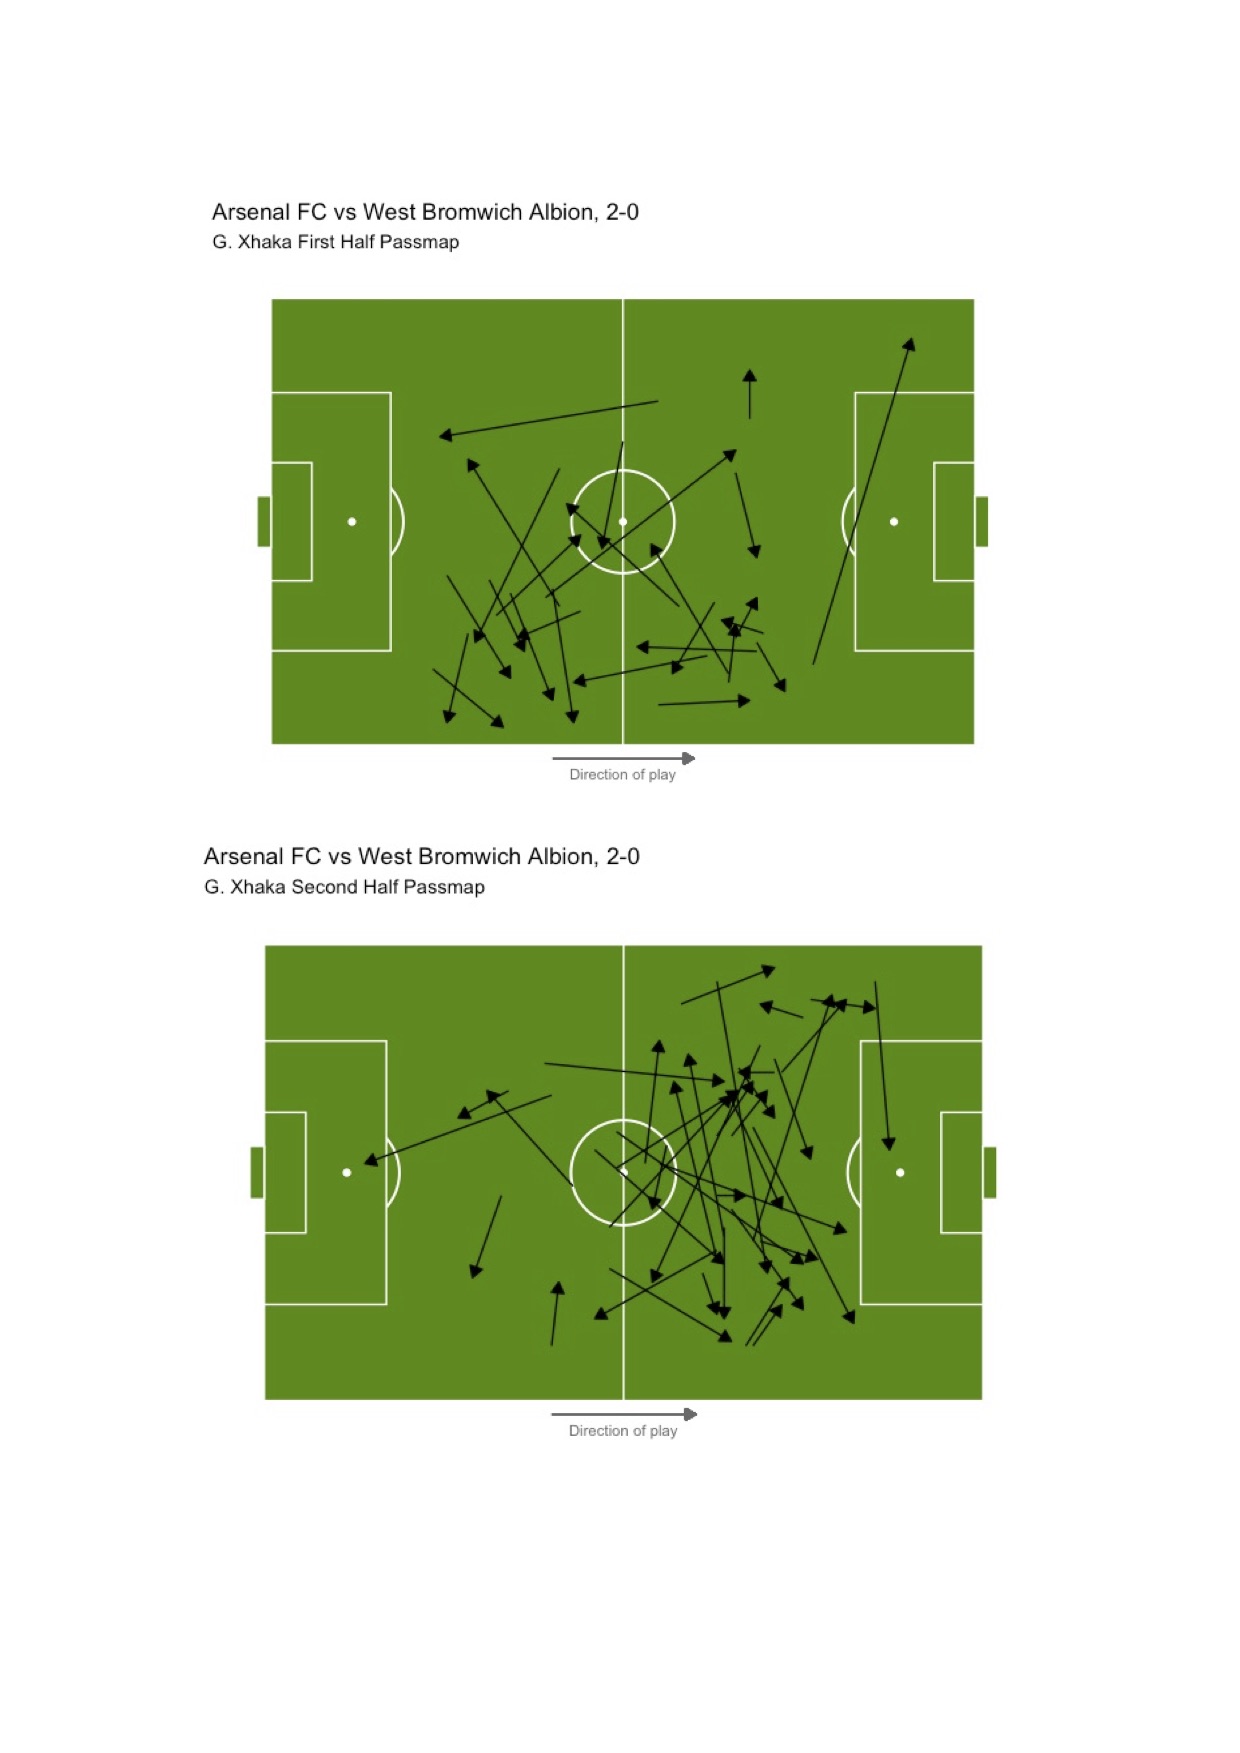 Arsenal FC vs West Bromwich Albion, 2-0
G. Xhaka First Half Passmap
Direction of play
Arsenal FC vs West Bromwich Albion, 2-0
G. Xhaka Second Half Passmap
Direction of play